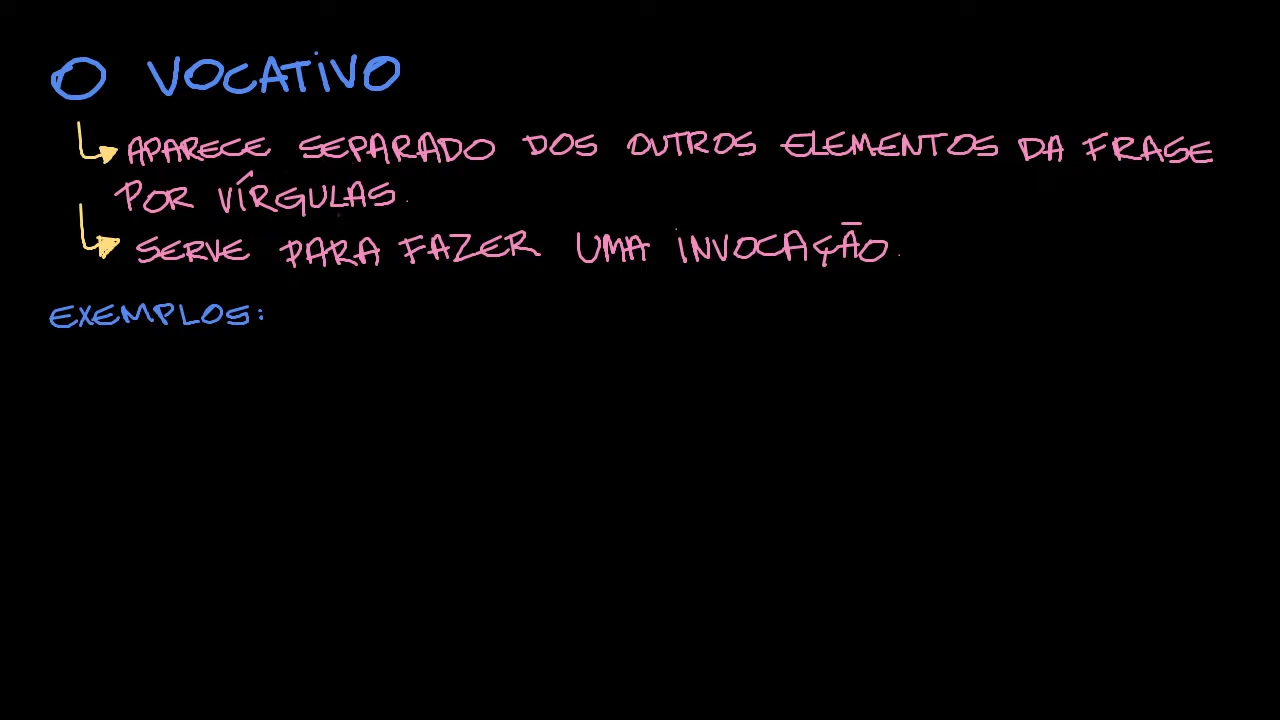 O VOCATIVO
APARECE SEPARADO DOS OUTROS ELEMENTOS DA FRASE
POR VÍRGULAS.
SERVE PARA FAZER UMA INVOCAÇÃO.
EXEMPLOS: